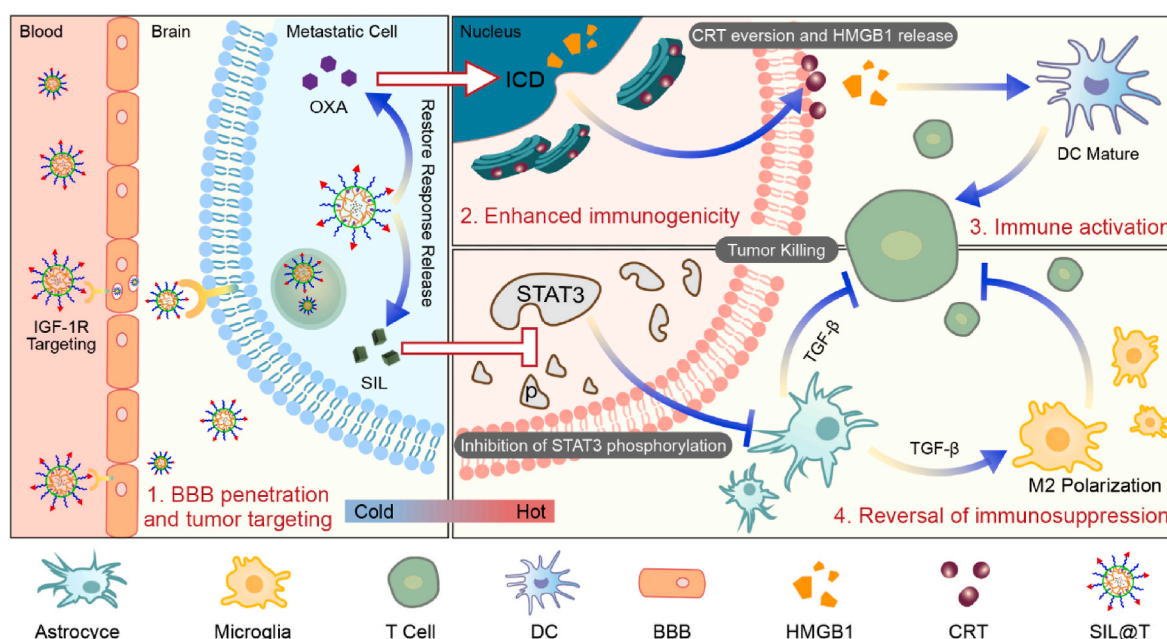 Blood
Brain
Metastatic Cell
OXA
Restore Response Release
SIL
IGF-1R
Targeting
1. BBB penetration
and tumor targeting
Cold
Hot
Nucleus
ICD
CRT eversion and HMGB1 release
DC Mature
2. Enhanced immunogenicity
3. Immune activation
Tumor Killing
STAT3
p
Inhibition of STAT3 phosphorylation
TGF-β
TGF-β
M2 Polarization
4. Reversal of immunosuppression
Astrocyce
Microglia
T Cell
DC
BBB
HMGB1
CRT
SIL@T